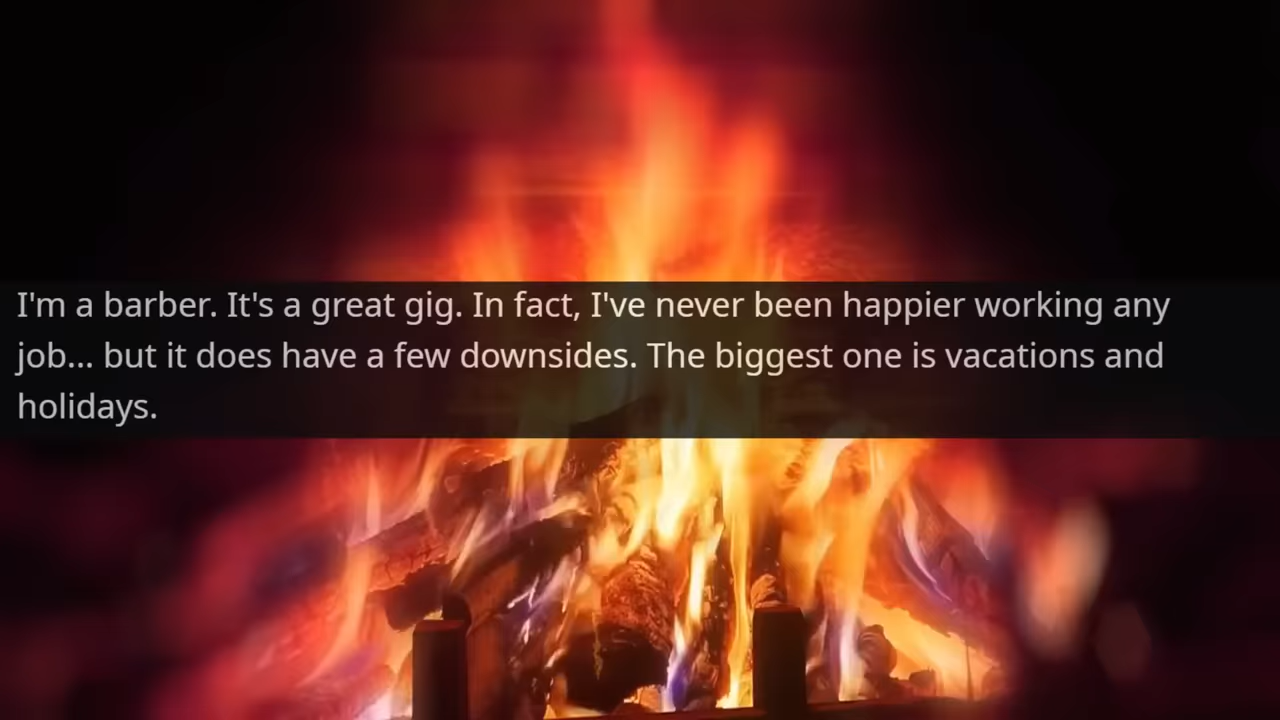 I'm a barber. It's a great gig. In fact, I've never been happier working any
job... but it does have a few downsides. The biggest one is vacations and
holidays.